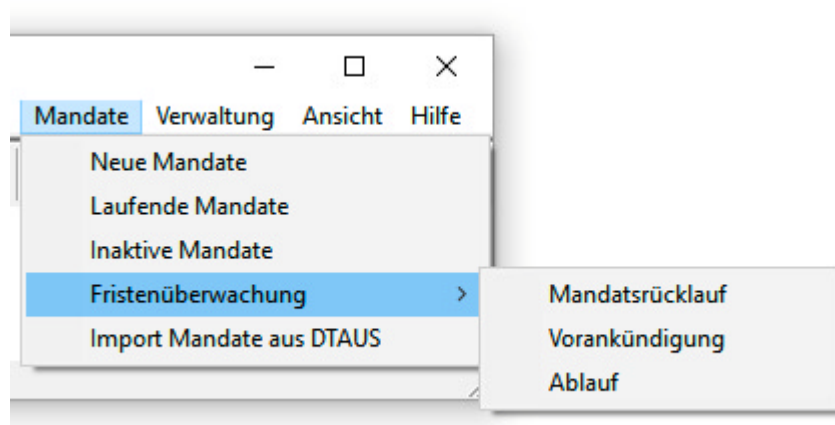 Mandate Verwaltung Ansicht Hilfe
Neue Mandate
Laufende Mandate
Inaktive Mandate
Fristenüberwachung
Import Mandate aus DTAUS
Mandatsrücklauf
Vorankündigung
Ablauf